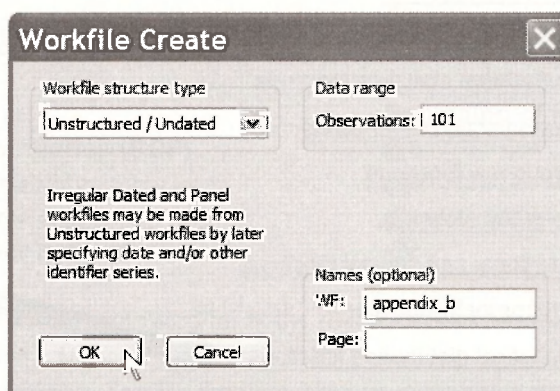 Workfile Create
Workfile structure type
Unstructured / Undated
Irregular Dated and Panel
workfiles may be made from
Unstructured workfiles by later
specifying date and/or other
identifier series.
Data range
Observations: 101
Names (optional)
WF: appendix_b
Page:
OK
Cancel